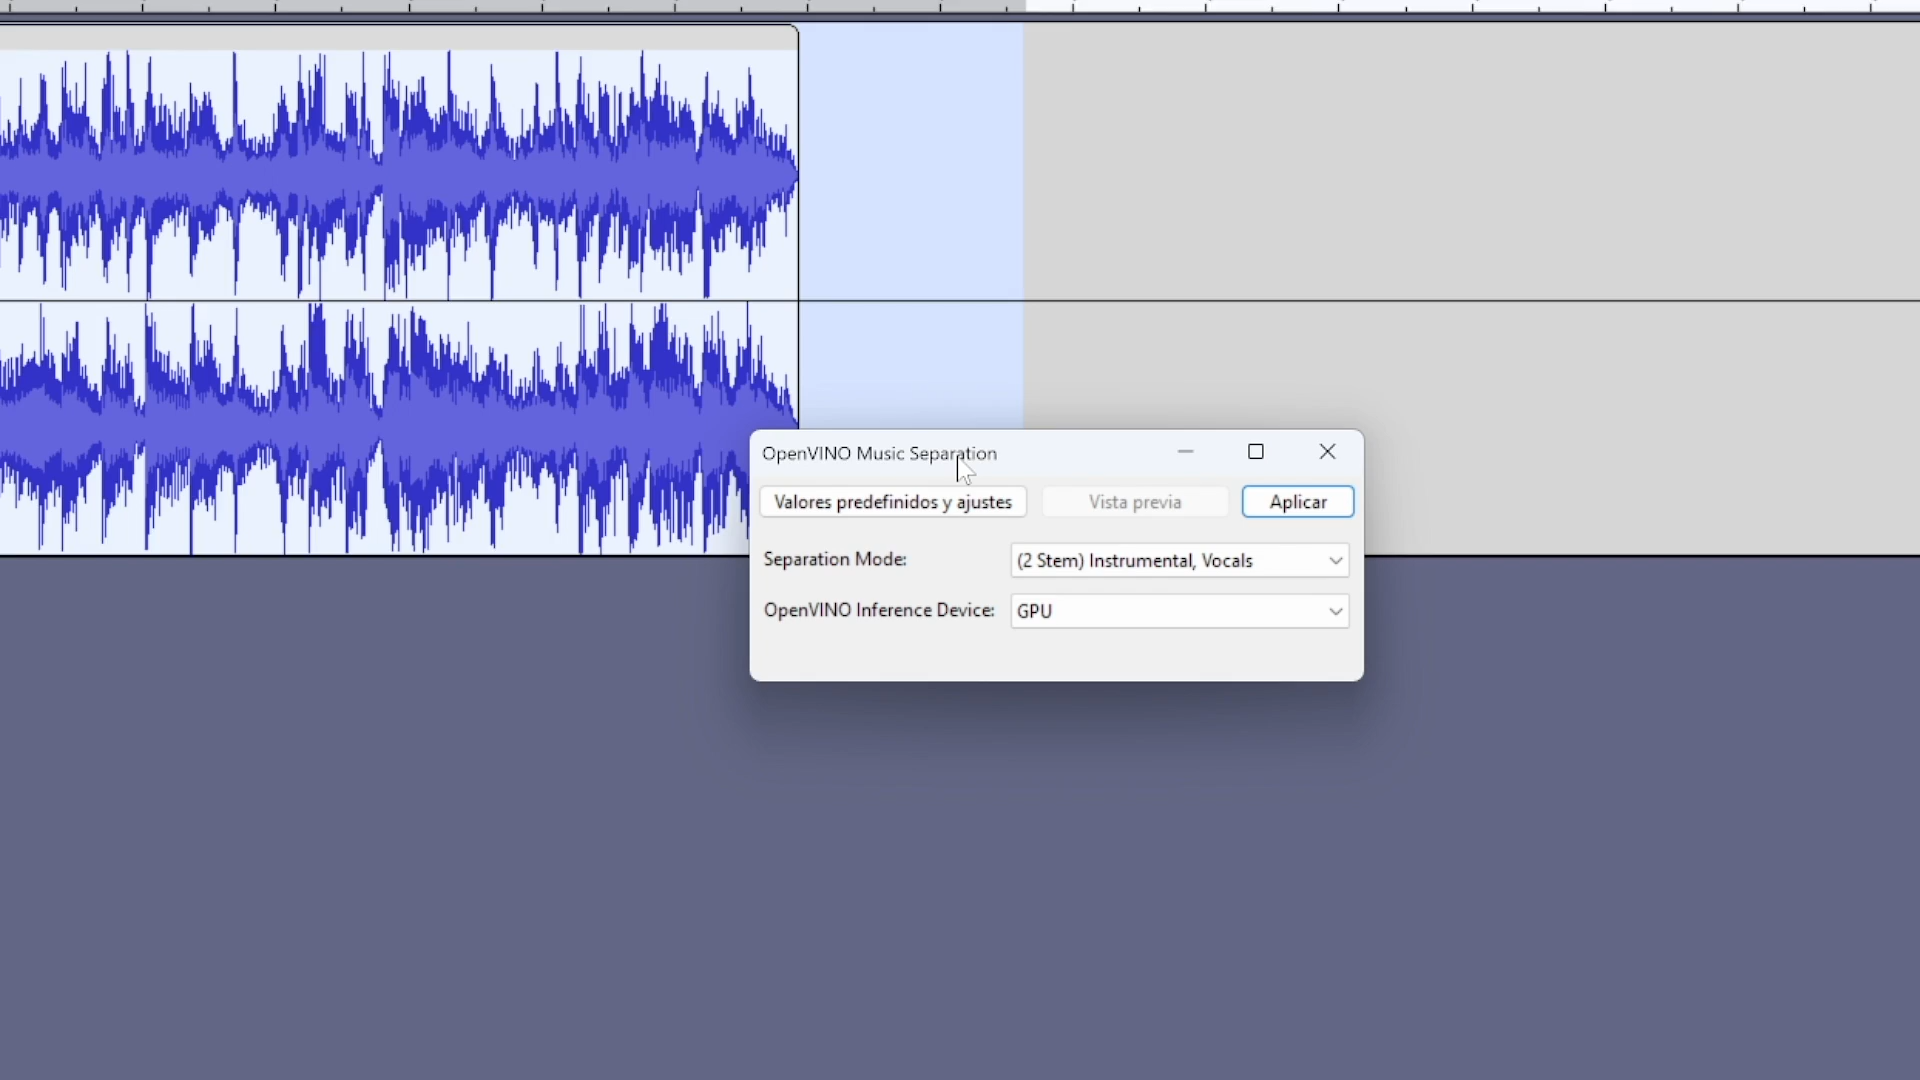 OpenVINO Music Separation
Valores predefinidos y ajustes Vista previa Aplicar
Separation Mode: (2 Stem) Instrumental, Vocals
OpenVINO Inference Device: GPU